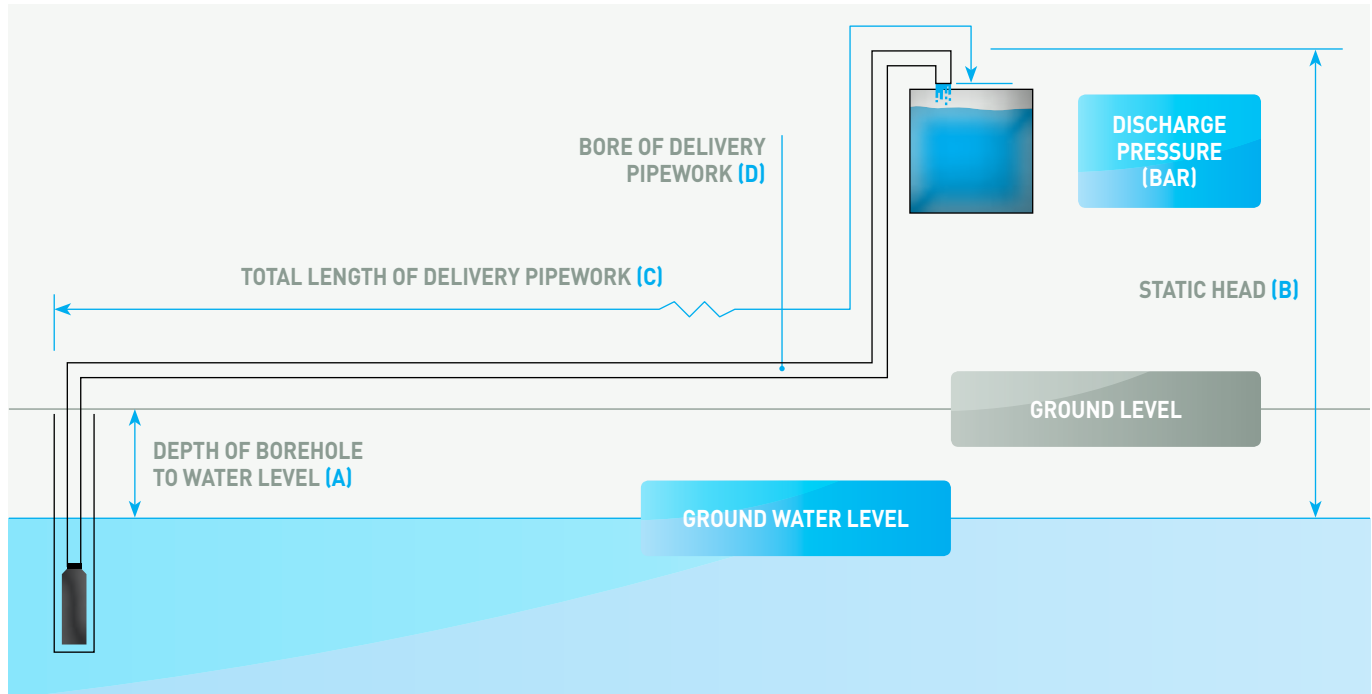 DISCHARGE
PRESSURE
(BAR)
BORE OF DELIVERY
PIPEWORK (D)
TOTAL LENGTH OF DELIVERY PIPEWORK (C)
STATIC HEAD (B)
GROUND LEVEL
DEPTH OF BOREHOLE
TO WATER LEVEL (A)
GROUND WATER LEVEL